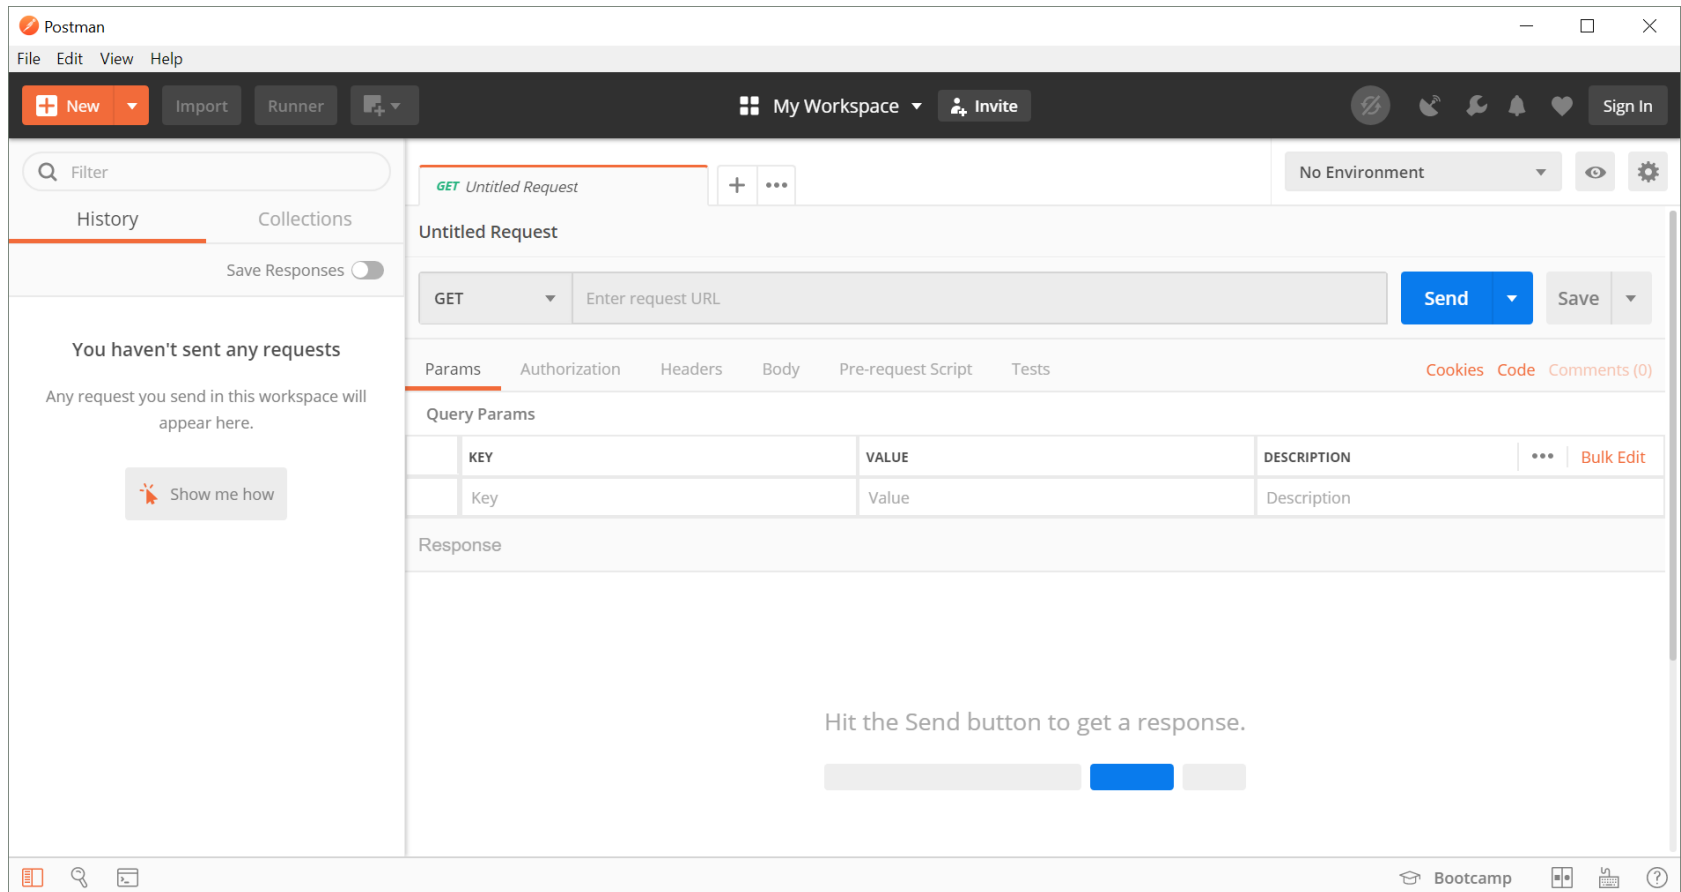 Postman
File Edit View Help
New Import Runner My Workspace Invite Sign In
Filter
History Collections
Save Responses
You haven't sent any requests
Any request you send in this workspace will
appear here.
Show me how
GET Untitled Request
No Environment
Untitled Request
GET Enter request URL Send Save
Params Authorization Headers Body Pre-request Script Tests Cookies Code Comments (0)
Query Params
KEY VALUE DESCRIPTION Bulk Edit
Key Value Description
Response
Hit the Send button to get a response.
Bootcamp